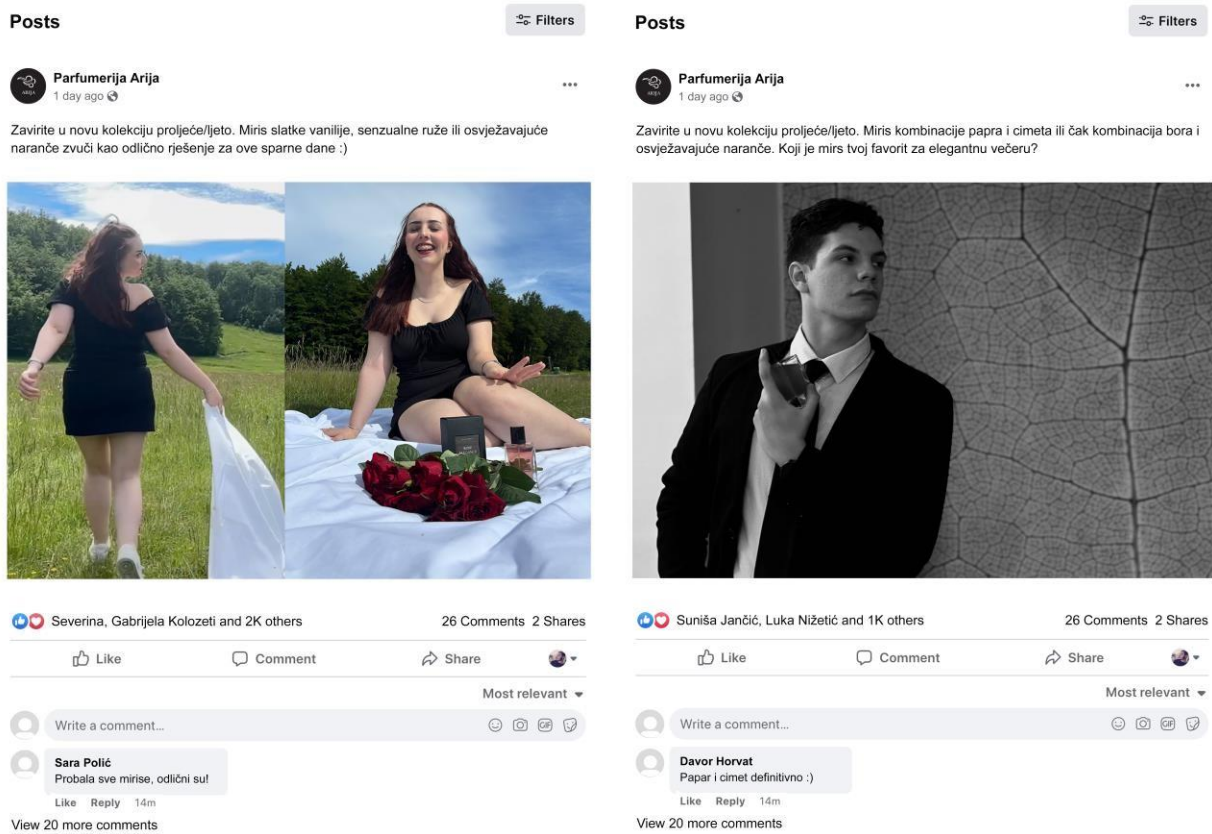 Posts
Filters
Parfumerija Arija
1 day ago
Zavirite u novu kolekciju proljeće/ljeto. Miris slatke vanilije, senzualne ruže ili osvježavajuće
naranče zvuči kao odlično rješenje za ove sparne dane :)
Severina, Gabrijela Kolozeti and 2K others
26 Comments 2 Shares
Like
Comment
Share
Most relevant
Write a comment...
GIF
Sara Polić
Probala sve mirise, odlični su!
Like Reply 14m
View 20 more comments
Posts
Filters
Parfumerija Arija
1 day ago
Zavirite u novu kolekciju proljeće/ljeto. Miris kombinacije papra i cimeta ili čak kombinacija bora i
osvježavajuće naranče. Koji je mirs tvoj favorit za elegantnu večeru?
Suniša Jančić, Luka Nižetić and 1K others
26 Comments 2 Shares
Like
Comment
Share
Most relevant
Write a comment...
GIF
Davor Horvat
Papar i cimet definitivno :)
Like Reply 14m
View 20 more comments